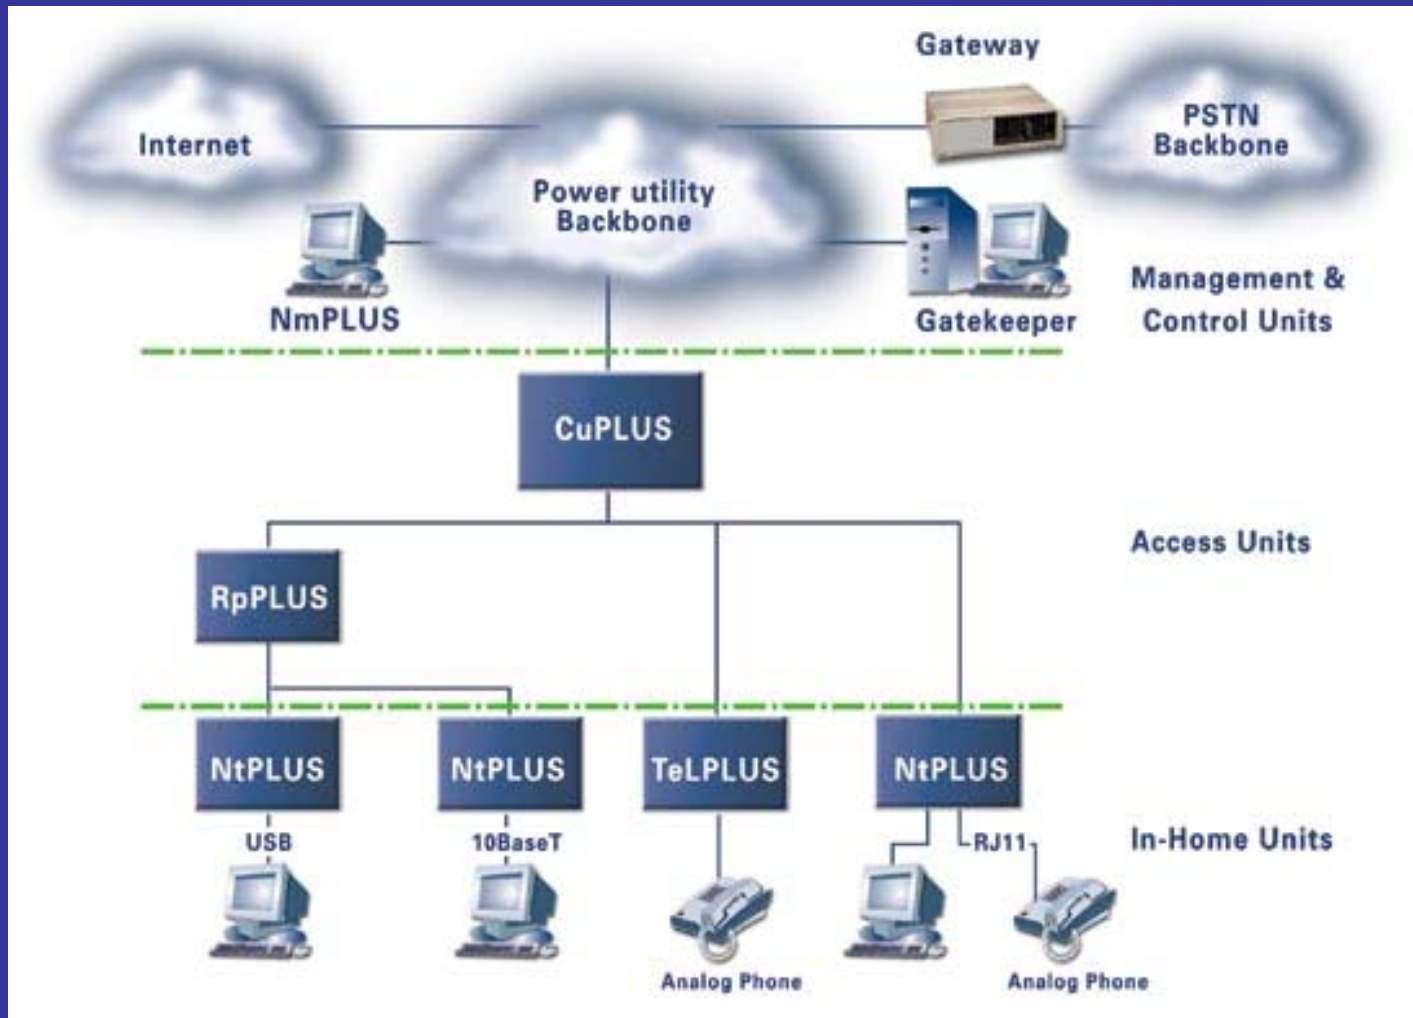 Gateway
Internet
PSTN
Backbone
Power utility
Backbone
NmPLUS
Gatekeeper
Management &
Control Units
CuPLUS
Access Units
RpPLUS
NtPLUS
NtPLUS
TeLPLUS
NtPLUS
USB
10BaseT
RJ11
In-Home Units
Analog Phone
Analog Phone